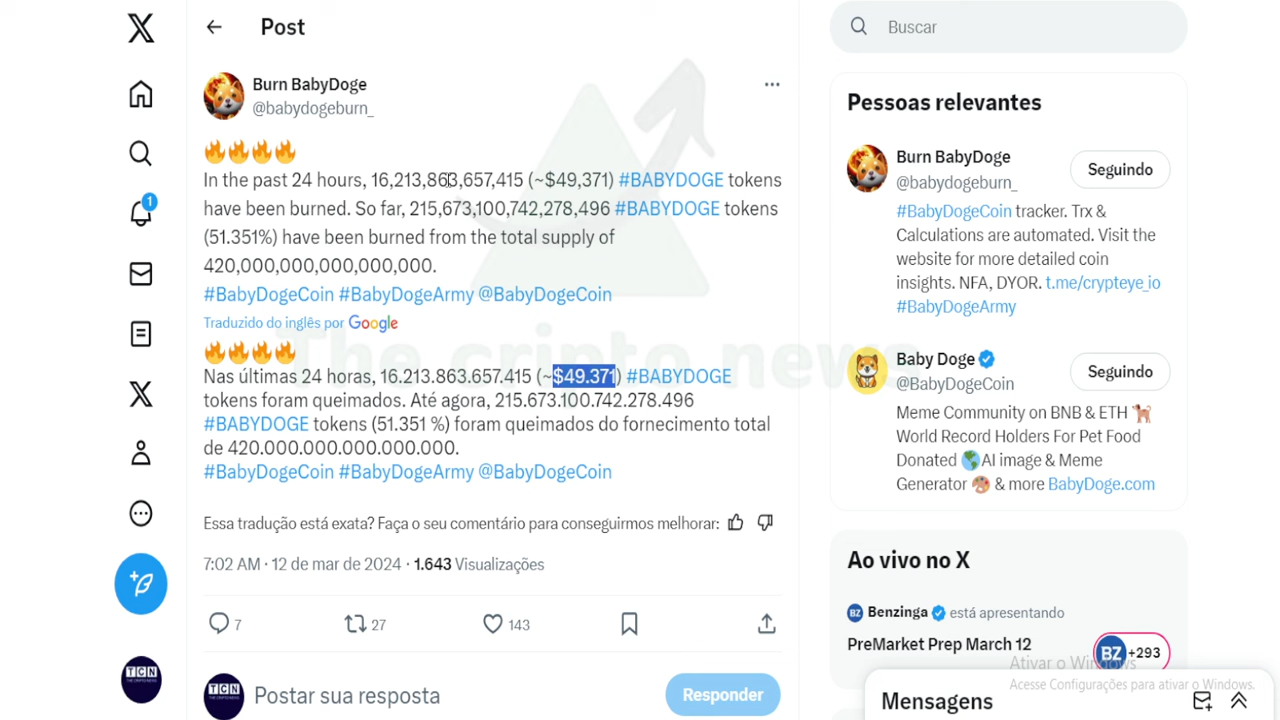 Post
Burn BabyDoge
@babydogeburn_
🔥🔥🔥🔥
In the past 24 hours, 16,213,863,657,415 (~$49,371) #BABYDOGE tokens
have been burned. So far, 215,673,100,742,278,496 #BABYDOGE tokens
(51.351%) have been burned from the total supply of
420,000,000,000,000,000.
#BabyDogeCoin #BabyDogeArmy @BabyDogeCoin
Traduzido do inglês por Google
🔥🔥🔥🔥
Nas últimas 24 horas, 16.213.863.657.415 (~$49.371) #BABYDOGE
tokens foram queimados. Até agora, 215.673.100.742.278.496
#BABYDOGE tokens (51.351 %) foram queimados do fornecimento total
de 420.000.000.000.000.000.
#BabyDogeCoin #BabyDogeArmy @BabyDogeCoin
Essa tradução está exata? Faça o seu comentário para conseguirmos melhorar:
7:02 AM · 12 de mar de 2024 · 1.643 Visualizações
7 27 143
TCN
Postar sua resposta
Responder
1
TCN
The cripto news
Buscar
Pessoas relevantes
Burn BabyDoge
@babydogeburn_
Seguindo
#BabyDogeCoin tracker. Trx &
Calculations are automated. Visit the
website for more detailed coin
insights. NFA, DYOR. t.me/crypteye_io
#BabyDogeArmy
Baby Doge
@BabyDogeCoin
Seguindo
Meme Community on BNB & ETH 🐕
World Record Holders For Pet Food
Donated 🌎AI image & Meme
Generator 🎨 & more BabyDoge.com
Ao vivo no X
BZ Benzinga está apresentando
PreMarket Prep March 12
BZ +293
Ativar o Windows
Acesse Configurações para ativar o Windows.
Mensagens